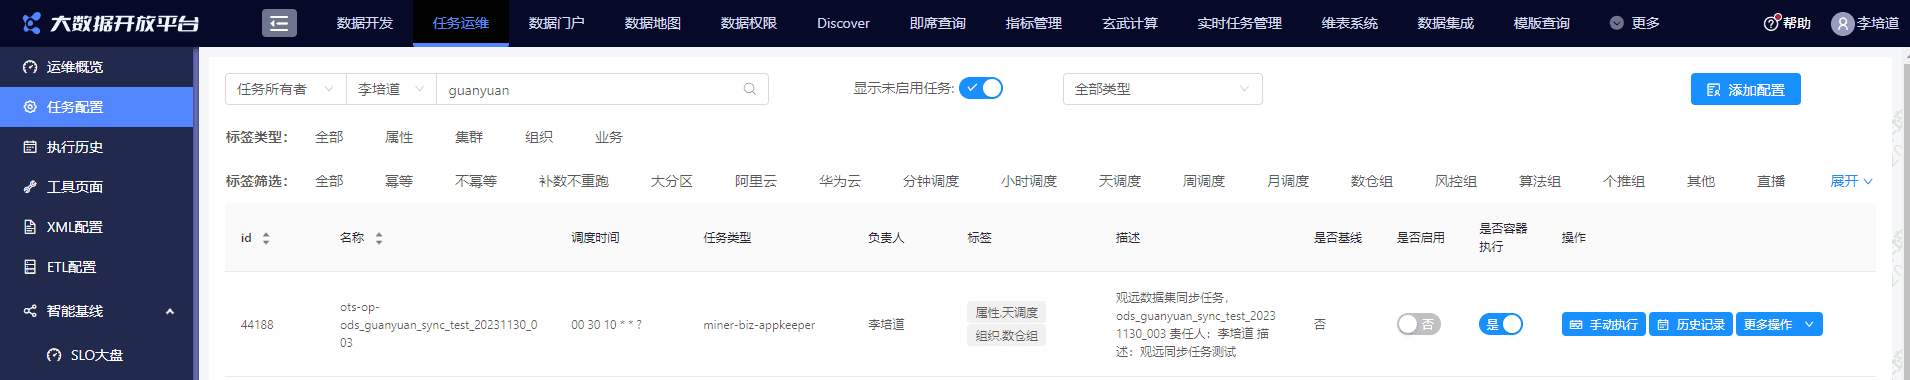 大数据开放平台
数据开发 任务运维 数据门户 数据地图 数据权限 Discover 即席查询 指标管理 玄武计算 实时任务管理 维表系统 数据集成 模版查询 更多 帮助 李培道
运维概览
任务配置
执行历史
工具页面
XML配置
ETL配置
智能基线
SLO大盘
任务所有者 李培道 guanyuan 显示未启用任务: 全部类型 添加配置
标签类型: 全部 属性 集群 组织 业务
标签筛选: 全部 幂等 不幂等 补数不重跑 大分区 阿里云 华为云 分钟调度 小时调度 天调度 周调度 月调度 数仓组 风控组 算法组 个推组 其他 直播 展开
id 名称 调度时间 任务类型 负责人 标签 描述 是否基线 是否启用 是否容器
执行 操作
44188
ots-op-
ods_guanyuan_sync_test_20231130_0
03
00 30 10 * * ?
miner-biz-appkeeper
李培道
属性.天调度
组织.数仓组
观远数据集同步任务，
ods_guanyuan_sync_test_2023
1130_003 责任人：李培道 描
述：观远同步任务测试
否
否
是
手动执行 历史记录 更多操作